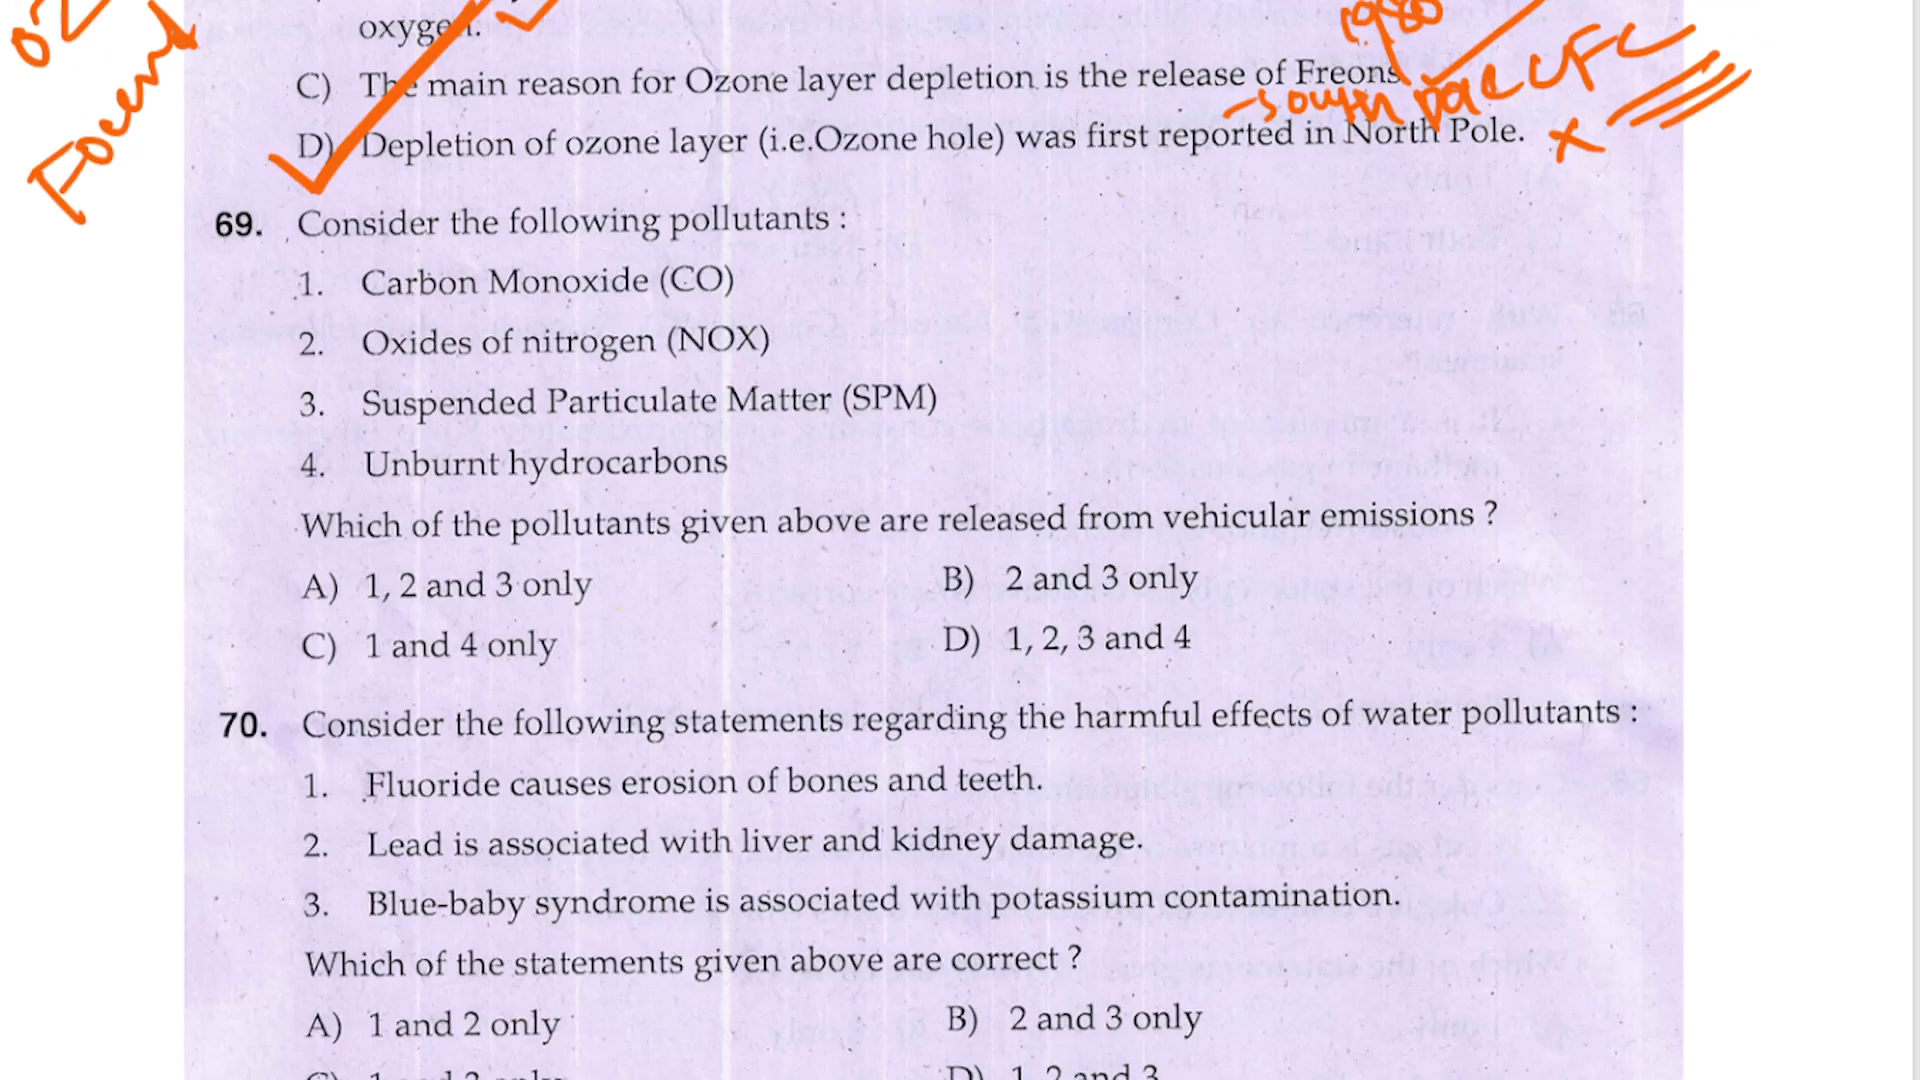 oxygen.
1980
C) The main reason for Ozone layer depletion is the release of Freons CFC
- South Pole
D) Depletion of ozone layer (i.e.Ozone hole) was first reported in North Pole. X
69. Consider the following pollutants :
1. Carbon Monoxide (CO)
2. Oxides of nitrogen (NOX)
3. Suspended Particulate Matter (SPM)
4. Unburnt hydrocarbons
Which of the pollutants given above are released from vehicular emissions ?
A) 1, 2 and 3 only B) 2 and 3 only
C) 1 and 4 only D) 1, 2, 3 and 4
70. Consider the following statements regarding the harmful effects of water pollutants :
1. Fluoride causes erosion of bones and teeth.
2. Lead is associated with liver and kidney damage.
3. Blue-baby syndrome is associated with potassium contamination.
Which of the statements given above are correct ?
A) 1 and 2 only B) 2 and 3 only
D) 1, 2 and 3